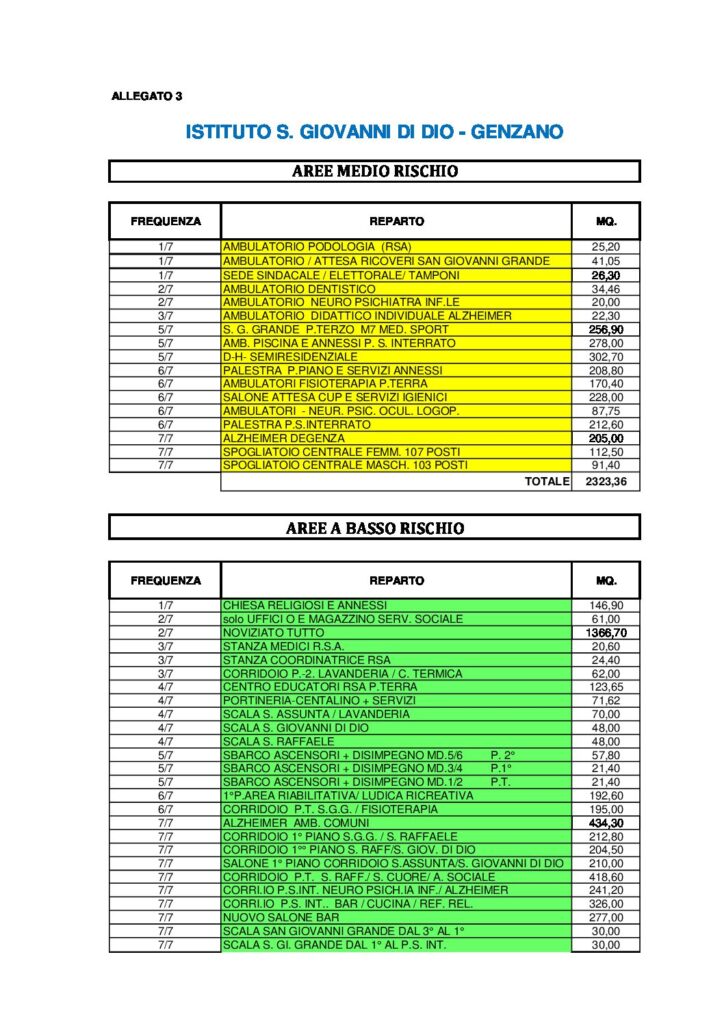 ALLEGATO 3
ISTITUTO S. GIOVANNI DI DIO - GENZANO
AREE MEDIO RISCHIO
FREQUENZA REPARTO MQ.
1/7 AMBULATORIO PODOLOGIA (RSA) 25,20
1/7 AMBULATORIO / ATTESA RICOVERI SAN GIOVANNI GRANDE 41,05
1/7 SEDE SINDACALE / ELETTORALE/ TAMPONI 26,30
2/7 AMBULATORIO DENTISTICO 34,46
2/7 AMBULATORIO NEURO PSICHIATRA INF.LE 20,00
3/7 AMBULATORIO DIDATTICO INDIVIDUALE ALZHEIMER 22,30
5/7 S. G. GRANDE P.TERZO M7 MED. SPORT 256,90
5/7 AMB. PISCINA E ANNESSI P. S. INTERRATO 278,00
5/7 D-H- SEMIRESIDENZIALE 302,70
6/7 PALESTRA P.PIANO E SERVIZI ANNESSI 208,80
6/7 AMBULATORI FISIOTERAPIA P.TERRA 170,40
6/7 SALONE ATTESA CUP E SERVIZI IGIENICI 228,00
6/7 AMBULATORI - NEUR. PSIC. OCUL. LOGOP. 87,75
6/7 PALESTRA P.S.INTERRATO 212,60
7/7 ALZHEIMER DEGENZA 205,00
7/7 SPOGLIATOIO CENTRALE FEMM. 107 POSTI 112,50
7/7 SPOGLIATOIO CENTRALE MASCH. 103 POSTI 91,40
TOTALE 2323,36
AREE A BASSO RISCHIO
FREQUENZA REPARTO MQ.
1/7 CHIESA RELIGIOSI E ANNESSI 146,90
2/7 solo UFFICI O E MAGAZZINO SERV. SOCIALE 61,00
2/7 NOVIZIATO TUTTO 1366,70
3/7 STANZA MEDICI R.S.A. 20,60
3/7 STANZA COORDINATRICE RSA 24,40
3/7 CORRIDOIO P.-2. LAVANDERIA / C. TERMICA 62,00
4/7 CENTRO EDUCATORI RSA P.TERRA 123,65
4/7 PORTINERIA-CENTALINO + SERVIZI 71,62
4/7 SCALA S. ASSUNTA / LAVANDERIA 70,00
4/7 SCALA S. GIOVANNI DI DIO 48,00
4/7 SCALA S. RAFFAELE 48,00
5/7 SBARCO ASCENSORI + DISIMPEGNO MD.5/6 P. 2° 57,80
5/7 SBARCO ASCENSORI + DISIMPEGNO MD.3/4 P.1° 21,40
5/7 SBARCO ASCENSORI + DISIMPEGNO MD.1/2 P.T. 21,40
6/7 1°P.AREA RIABILITATIVA/ LUDICA RICREATIVA 192,60
6/7 CORRIDOIO P.T. S.G.G. / FISIOTERAPIA 195,00
7/7 ALZHEIMER AMB. COMUNI 434,30
7/7 CORRIDOIO 1° PIANO S.G.G. / S. RAFFAELE 212,80
7/7 CORRIDOIO 1°° PIANO S. RAFF/S. GIOV. DI DIO 204,50
7/7 SALONE 1° PIANO CORRIDOIO S.ASSUNTA/S. GIOVANNI DI DIO 210,00
7/7 CORRIDOIO P.T. S. RAFF./ S. CUORE/ A. SOCIALE 418,60
7/7 CORRI.IO P.S.INT. NEURO PSICH.IA INF./ ALZHEIMER 241,20
7/7 CORRI.IO P.S. INT.. BAR / CUCINA / REF. REL. 326,00
7/7 NUOVO SALONE BAR 277,00
7/7 SCALA SAN GIOVANNI GRANDE DAL 3° AL 1° 30,00
7/7 SCALA S. GI. GRANDE DAL 1° AL P.S. INT. 30,00